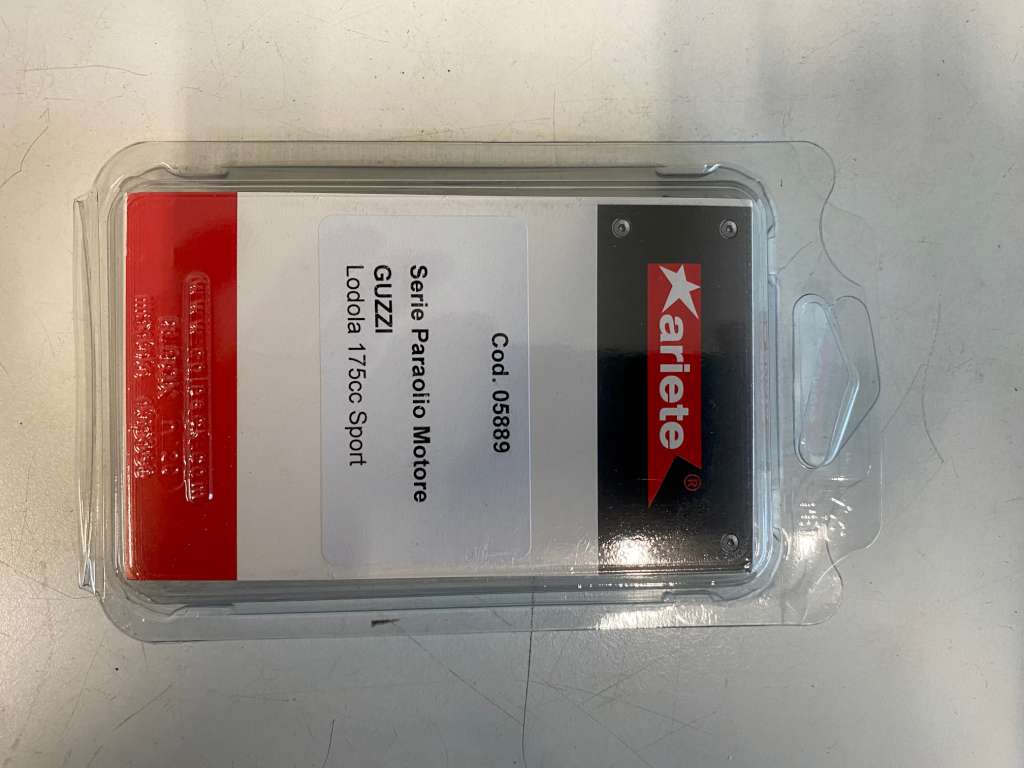 ariete®
Cod. 05889
Serie Paraolio Motore
GUZZI
Lodola 175cc Sport